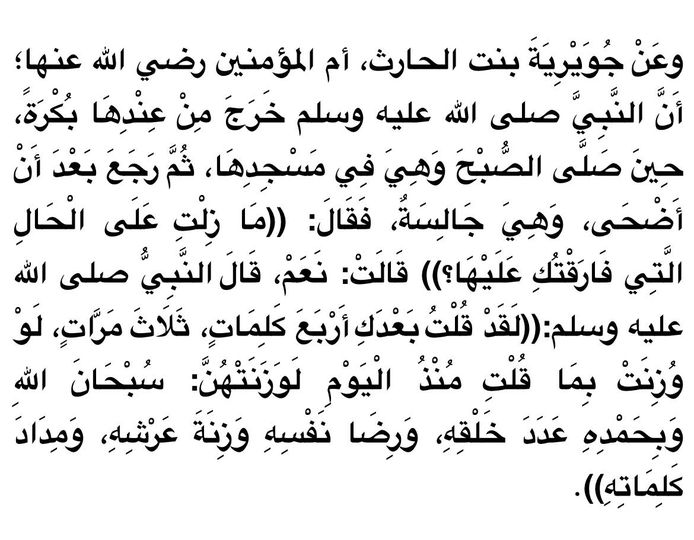 وعَنْ جُوَيْرِيَةَ بنت الحارث، أم المؤمنين رضي الله عنها؛
أَنَّ النَّبِيَّ صلى الله عليه وسلم خَرَجَ مِنْ عِنْدِهَا بُكْرَةً،
حِينَ صَلَّى الصُّبْحَ وَهِيَ فِي مَسْجِدِهَا، ثُمَّ رَجَعَ بَعْدَ أَنْ
أَضْحَى، وَهِيَ جَالِسَةٌ، فَقَالَ: ((مَا زِلْتِ عَلَى الْحَالِ
الَّتِي فَارَقْتُكِ عَلَيْهَا؟)) قَالَتْ: نَعَمْ، قَالَ النَّبِيُّ صلى الله
عليه وسلم:((لَقَدْ قُلْتُ بَعْدَكِ أَرْبَعَ كَلِمَاتٍ، ثَلَاثَ مَرَّاتٍ، لَوْ
وُزِنَتْ بِمَا قُلْتِ مُنْذُ الْيَوْمِ لَوَزَنَتْهُنَّ: سُبْحَانَ اللهِ
وَبِحَمْدِهِ عَدَدَ خَلْقِهِ، وَرِضَا نَفْسِهِ وَزِنَةَ عَرْشِهِ، وَمِدَادَ
كَلِمَاتِهِ)).